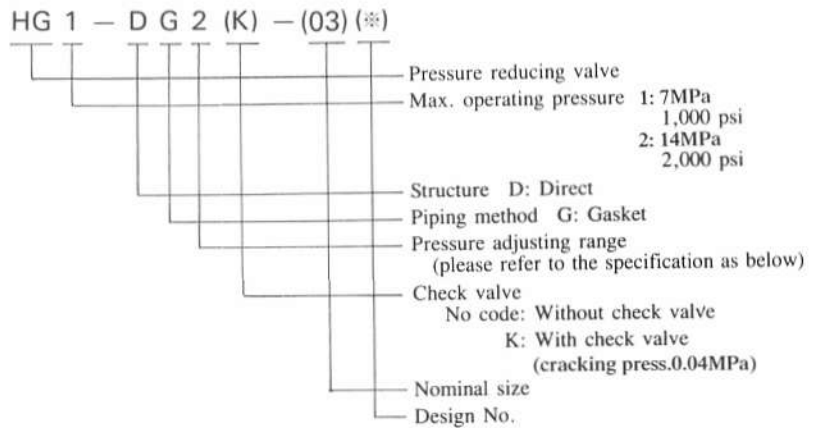 HG 1 — D G 2 (K) — (03) (※)
Pressure reducing valve
Max. operating pressure 1: 7MPa
1,000 psi
2: 14MPa
2,000 psi
Structure D: Direct
Piping method G: Gasket
Pressure adjusting range
(please refer to the specification as below)
Check valve
No code: Without check valve
K: With check valve
(cracking press.0.04MPa)
Nominal size
Design No.